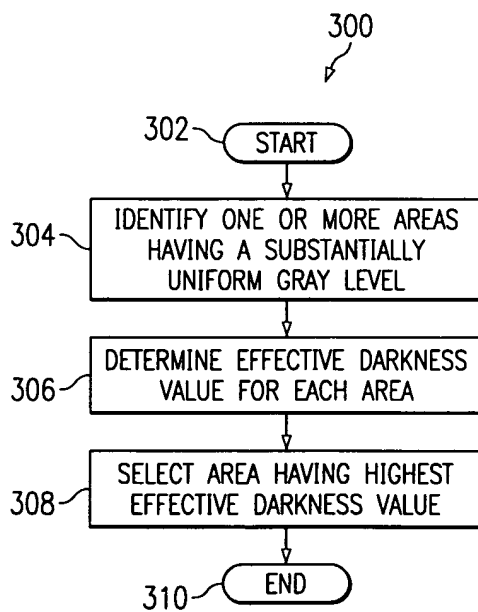 300
302
START
304
IDENTIFY ONE OR MORE AREAS
HAVING A SUBSTANTIALLY
UNIFORM GRAY LEVEL
306
DETERMINE EFFECTIVE DARKNESS
VALUE FOR EACH AREA
308
SELECT AREA HAVING HIGHEST
EFFECTIVE DARKNESS VALUE
310
END